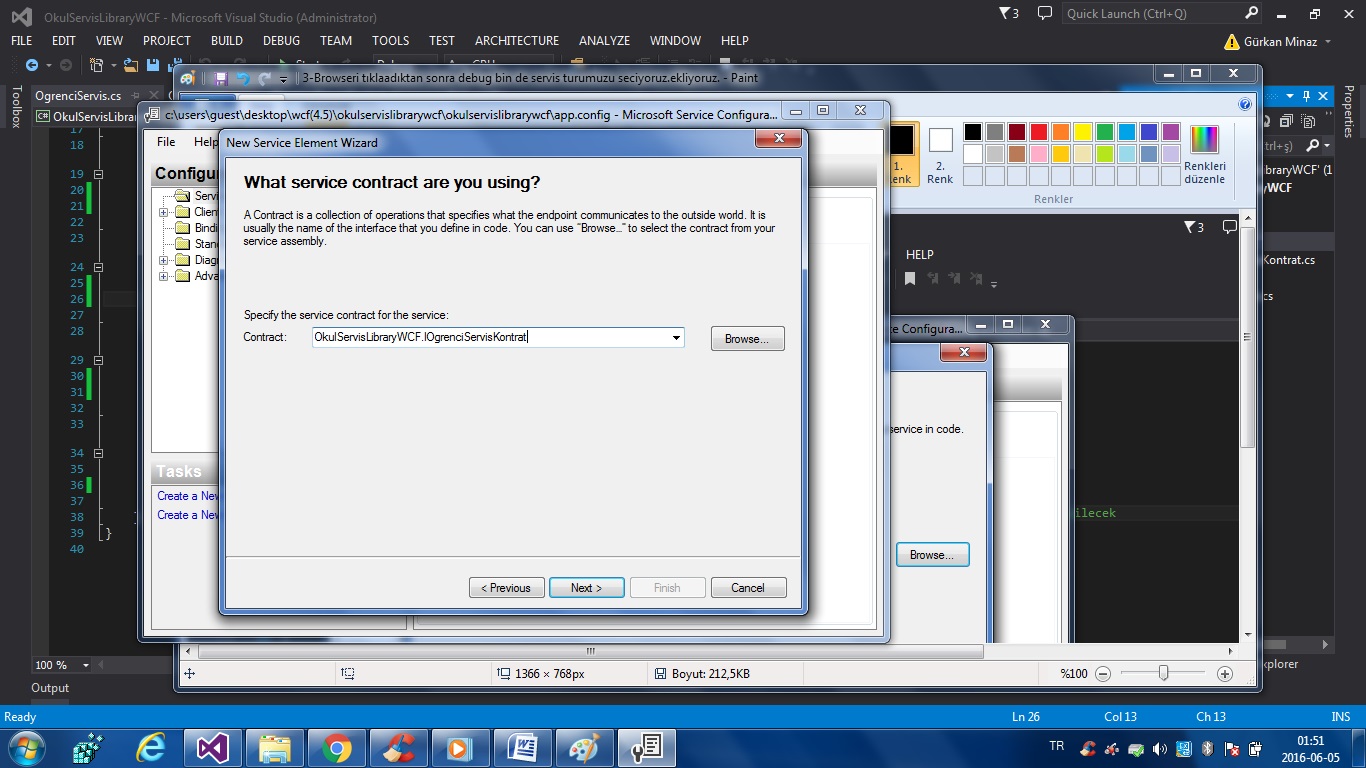 OkulServisLibraryWCF - Microsoft Visual Studio (Administrator)
3
Quick Launch (Ctrl+Q)
FILE EDIT VIEW PROJECT BUILD DEBUG TEAM TOOLS TEST ARCHITECTURE ANALYZE WINDOW HELP
Gürkan Minaz
3-Browseri tıklaadıktan sonra debug bin de servis turumuzu seciyoruz.ekliyoruz. - Paint
Toolbox
OgrenciServis.cs
Properties
OkulServisLibrar
c:\users\guest\desktop\wcf(4.5)\okulservislibrarywcf\okulservislibrarywcf\app.config - Microsoft Service Configura...
File Help
New Service Element Wizard
Configu
What service contract are you using?
A Contract is a collection of operations that specifies what the endpoint communicates to the outside world. It is
usually the name of the interface that you define in code. You can use "Browse..." to select the contract from your
service assembly.
Specify the service contract for the service:
Contract:
OkulServisLibraryWCF.IOgrenciServisKontrat
Browse...
< Previous
Next >
Finish
Cancel
Servi
Client
Bindi
Stand
Diagn
Adva
Tasks
Create a New
Create a New
1.
Renk
2.
Renk
Renkleri
düzenle
Renkler
3
HELP
ce Configura...
service in code.
Browse...
ilecek
ibraryWCF' (1
yWCF
Kontrat.cs
cs
xplorer
17
18
19
20
21
22
23
24
25
26
27
28
29
30
31
32
33
34
35
36
37
38
39 }
40
100 %
1366 × 768px
Boyut: 212,5KB
%100
Output
Ready
Ln 26
Col 13
Ch 13
INS
TR
01:51
2016-06-05